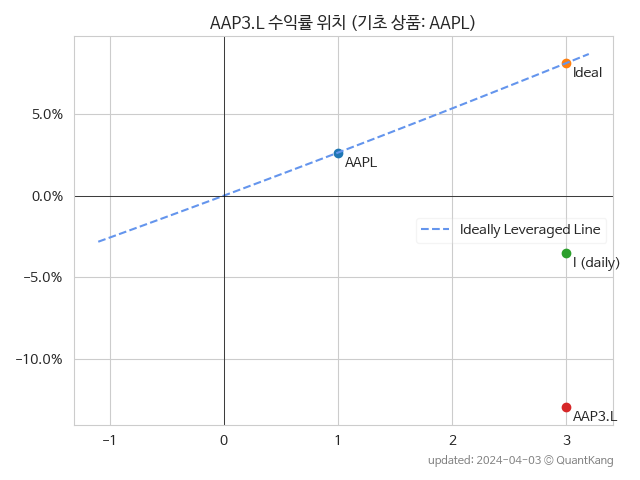 AAP3.L 수익률 위치 (기초 상품: AAPL)
Ideal
5.0%
AAPL
0.0%
Ideally Leveraged Line
I (daily)
−5.0%
−10.0%
AAP3.L
−1
0
1
2
3
updated: 2024-04-03 © QuantKang